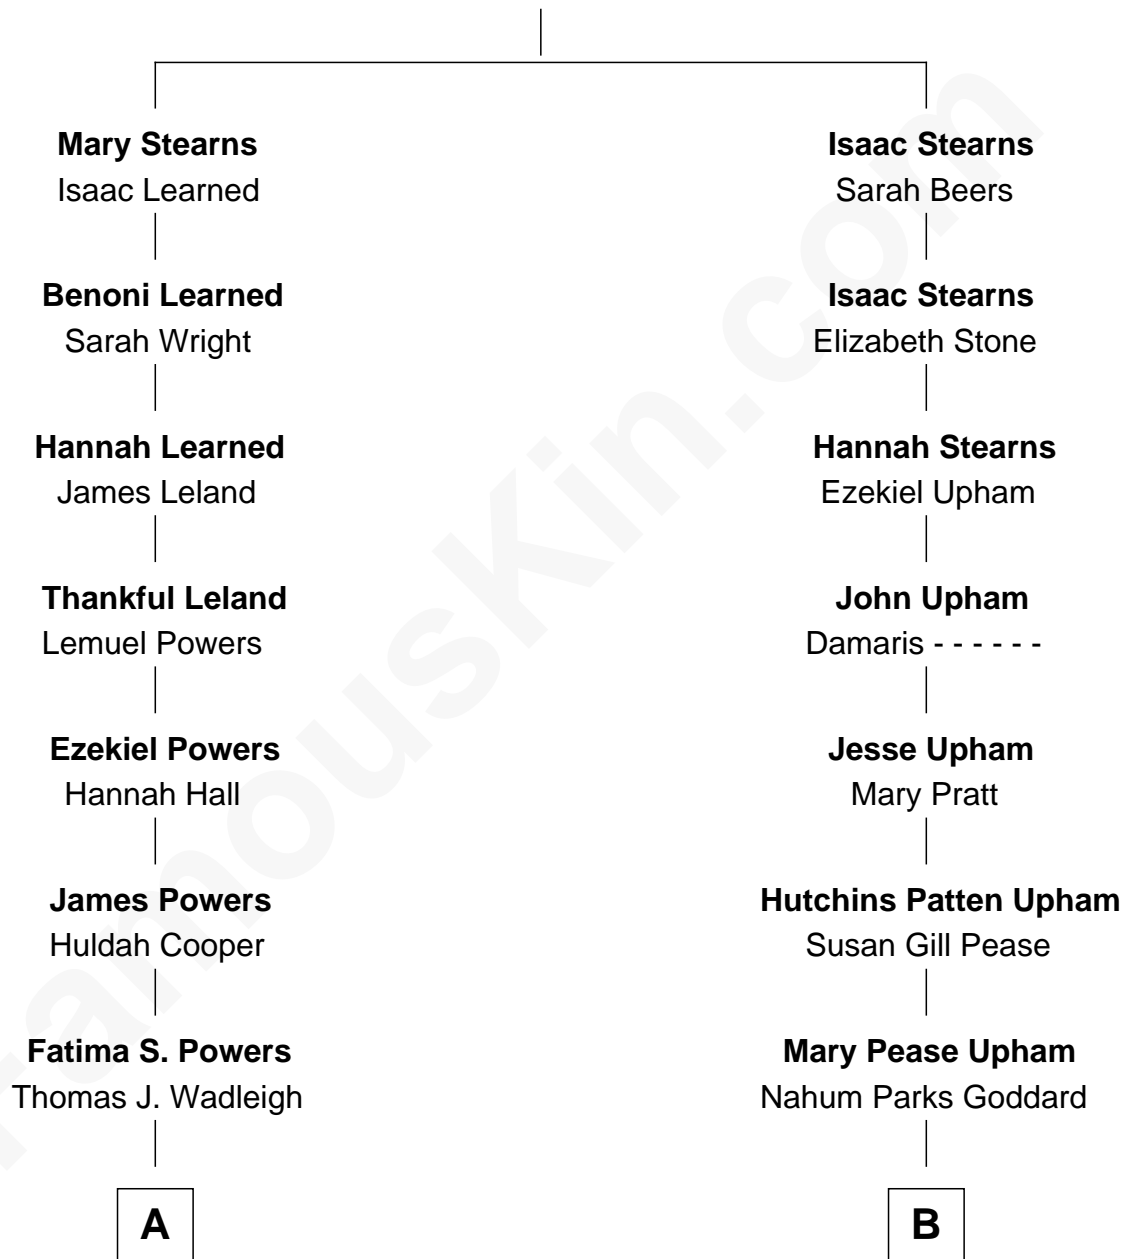 Mary Stearns
Isaac Learned
Benoni Learned
Sarah Wright
Hannah Learned
James Leland
Thankful Leland
Lemuel Powers
Ezekiel Powers
Hannah Hall
James Powers
Huldah Cooper
Fatima S. Powers
Thomas J. Wadleigh
A
Isaac Stearns
Sarah Beers
Isaac Stearns
Elizabeth Stone
Hannah Stearns
Ezekiel Upham
John Upham
Damaris - - - - - -
Jesse Upham
Mary Pratt
Hutchins Patten Upham
Susan Gill Pease
Mary Pease Upham
Nahum Parks Goddard
B
FamousKin.com